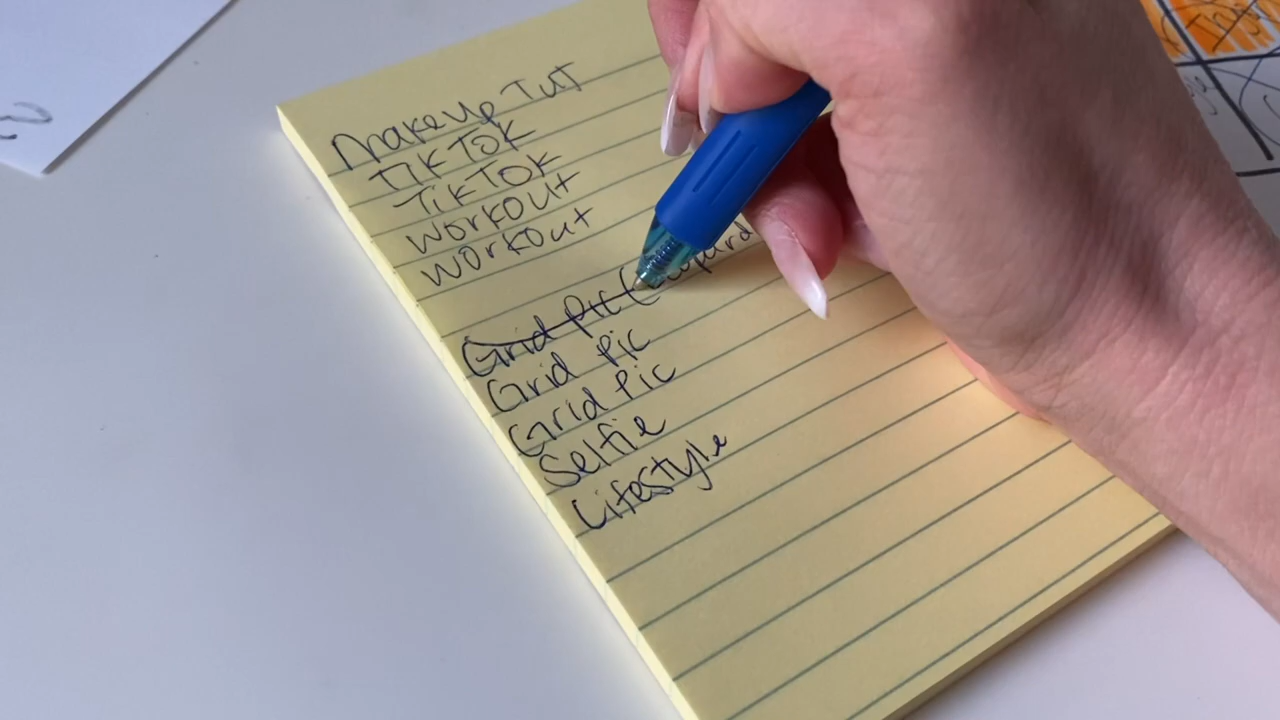 Makeup Tut
TikTok
TikTok
Workout
Workout
Grid Pic
Grid Pic
Grid Pic
Selfie
Lifestyle